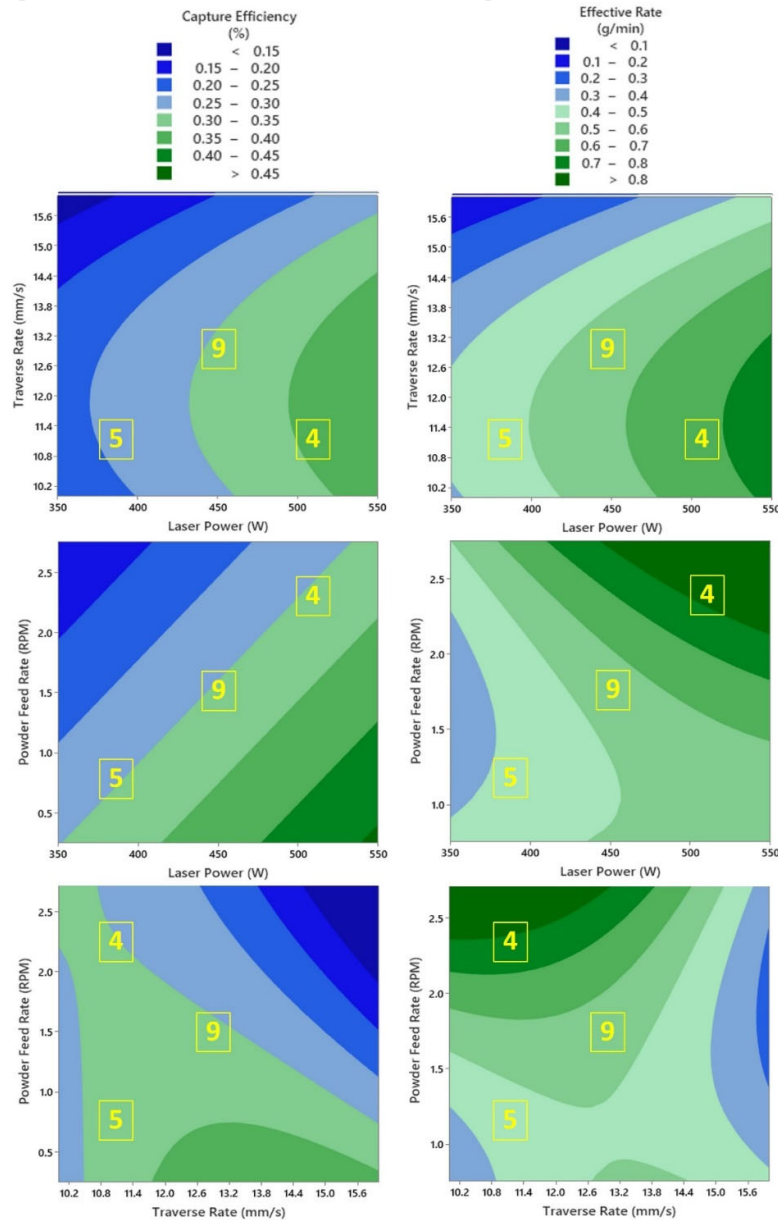 Capture Efficiency
(%)
< 0.15
0.15 – 0.20
0.20 – 0.25
0.25 – 0.30
0.30 – 0.35
0.35 – 0.40
0.40 – 0.45
> 0.45
Effective Rate
(g/min)
< 0.1
0.1 – 0.2
0.2 – 0.3
0.3 – 0.4
0.4 – 0.5
0.5 – 0.6
0.6 – 0.7
0.7 – 0.8
> 0.8
Traverse Rate (mm/s)
15.6
15.0
14.4
13.8
13.2
12.6
12.0
11.4
10.8
10.2
9
5
4
350 400 450 500 550
Laser Power (W)
Traverse Rate (mm/s)
15.6
15.0
14.4
13.8
13.2
12.6
12.0
11.4
10.8
10.2
9
5
4
350 400 450 500 550
Laser Power (W)
Powder Feed Rate (RPM)
2.5
2.0
1.5
1.0
0.5
4
9
5
350 400 450 500 550
Laser Power (W)
Powder Feed Rate (RPM)
2.5
2.0
1.5
1.0
4
9
5
350 400 450 500 550
Laser Power (W)
Powder Feed Rate (RPM)
2.5
2.0
1.5
1.0
0.5
4
9
5
10.2 10.8 11.4 12.0 12.6 13.2 13.8 14.4 15.0 15.6
Traverse Rate (mm/s)
Powder Feed Rate (RPM)
2.5
2.0
1.5
1.0
4
9
5
10.2 10.8 11.4 12.0 12.6 13.2 13.8 14.4 15.0 15.6
Traverse Rate (mm/s)